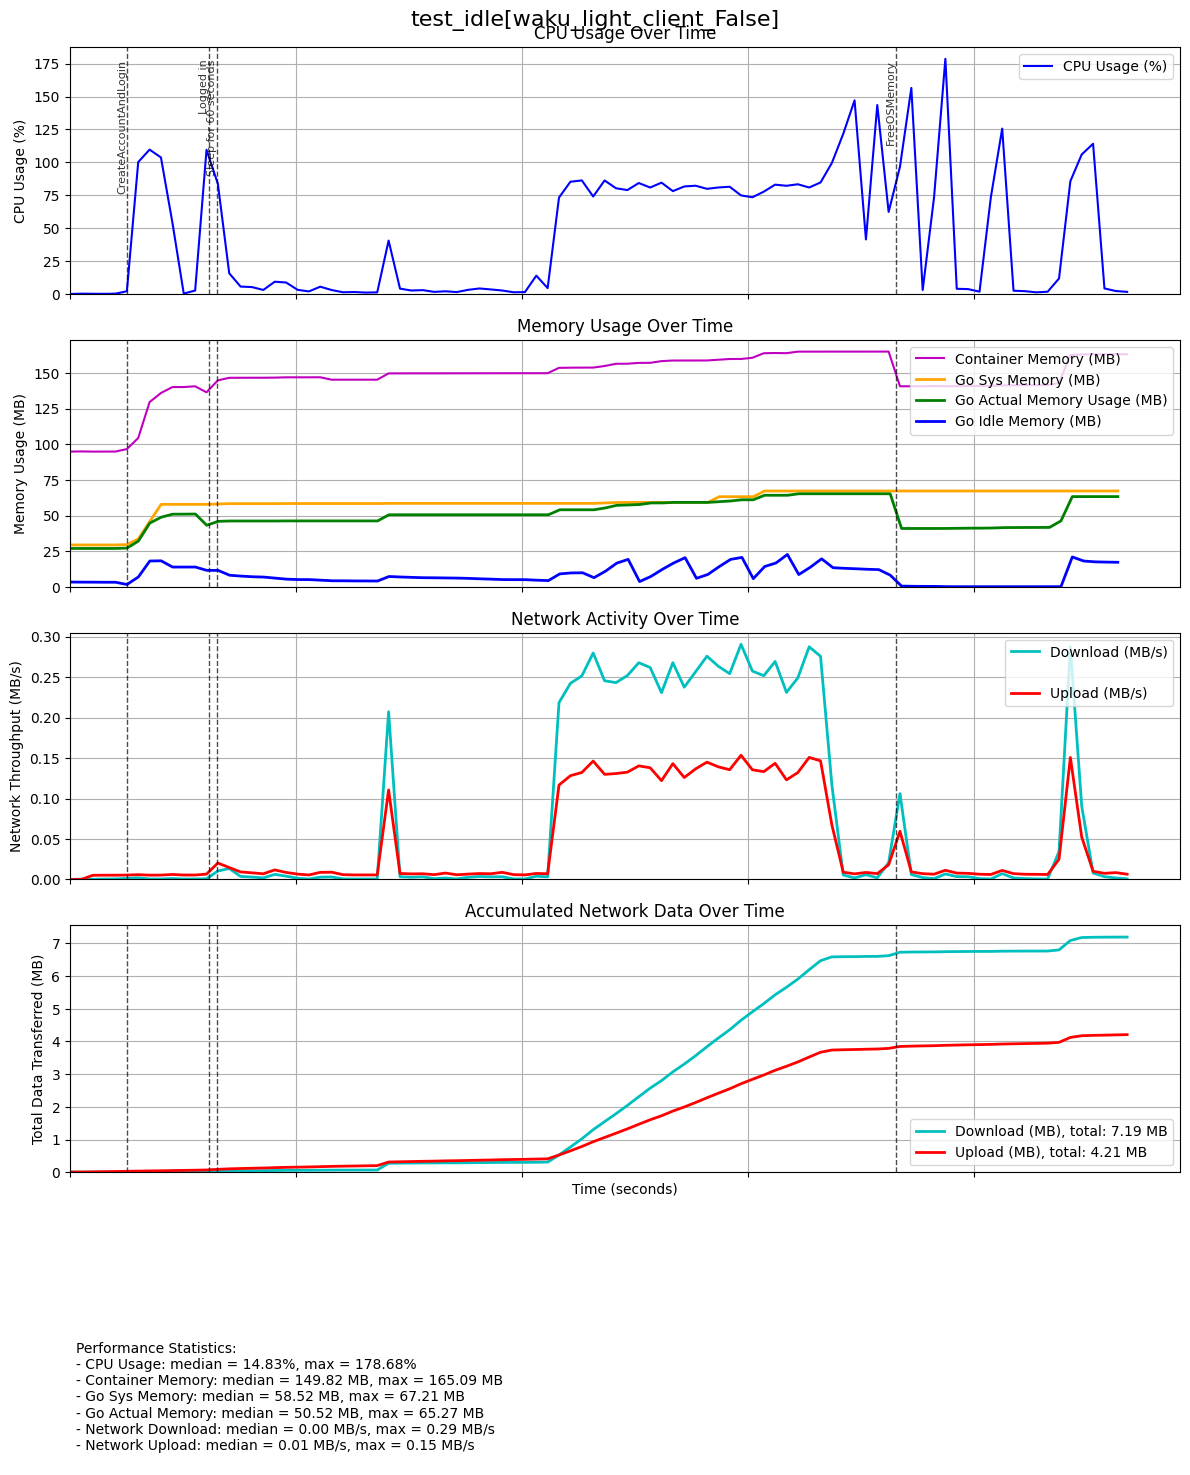 test_idle[waku_light_client_False]
CPU Usage Over Time
CPU Usage (%)
175
150
125
100
75
50
25
0
CreateAccountAndLogin
Logged in
Sleep for 60 seconds
FreeOSMemory
CPU Usage (%)
Memory Usage Over Time
Memory Usage (MB)
150
125
100
75
50
25
0
Container Memory (MB)
Go Sys Memory (MB)
Go Actual Memory Usage (MB)
Go Idle Memory (MB)
Network Activity Over Time
Network Throughput (MB/s)
0.30
0.25
0.20
0.15
0.10
0.05
0.00
Download (MB/s)
Upload (MB/s)
Accumulated Network Data Over Time
Total Data Transferred (MB)
7
6
5
4
3
2
1
0
Download (MB), total: 7.19 MB
Upload (MB), total: 4.21 MB
Time (seconds)
Performance Statistics:
- CPU Usage: median = 14.83%, max = 178.68%
- Container Memory: median = 149.82 MB, max = 165.09 MB
- Go Sys Memory: median = 58.52 MB, max = 67.21 MB
- Go Actual Memory: median = 50.52 MB, max = 65.27 MB
- Network Download: median = 0.00 MB/s, max = 0.29 MB/s
- Network Upload: median = 0.01 MB/s, max = 0.15 MB/s